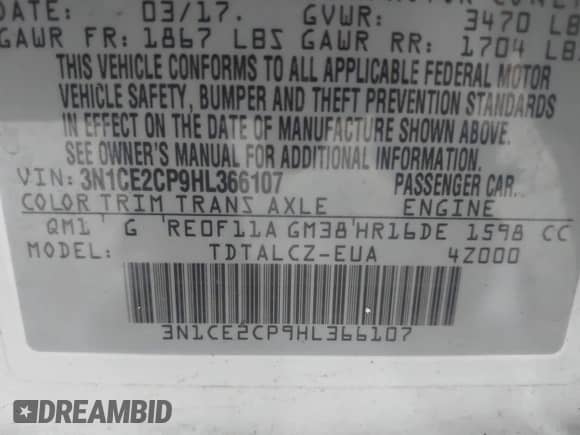 DATE: 03/17. GVWR: 3470 LB
GAWR FR: 1867 LBS GAWR RR: 1704 LBS
THIS VEHICLE CONFORMS TO ALL APPLICABLE FEDERAL MOTOR
VEHICLE SAFETY, BUMPER AND THEFT PREVENTION STANDARDS
IN EFFECT ON THE DATE OF MANUFACTURE SHOWN ABOVE.
SEE OWNER'S MANUAL FOR ADDITIONAL INFORMATION.
VIN: 3N1CE2CP9HL366107 PASSENGER CAR.
COLOR TRIM TRANS AXLE ENGINE
QM1 G RE0F11A GM38 HR16DE 1598 CC
TDTALCZ-EUA 4Z000
3N1CE2CP9HL366107
DREAMBID